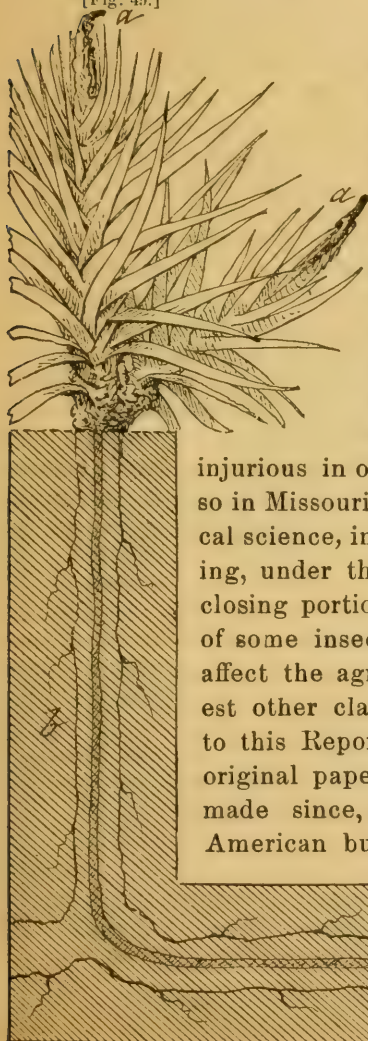 [Fig. 45.]
a
a
injurious in o
so in Missouri
cal science, in
ing, under th
closing portio
of some insec
affect the agr
est other cla
to this Repor
original pape
made since,
American bu
b